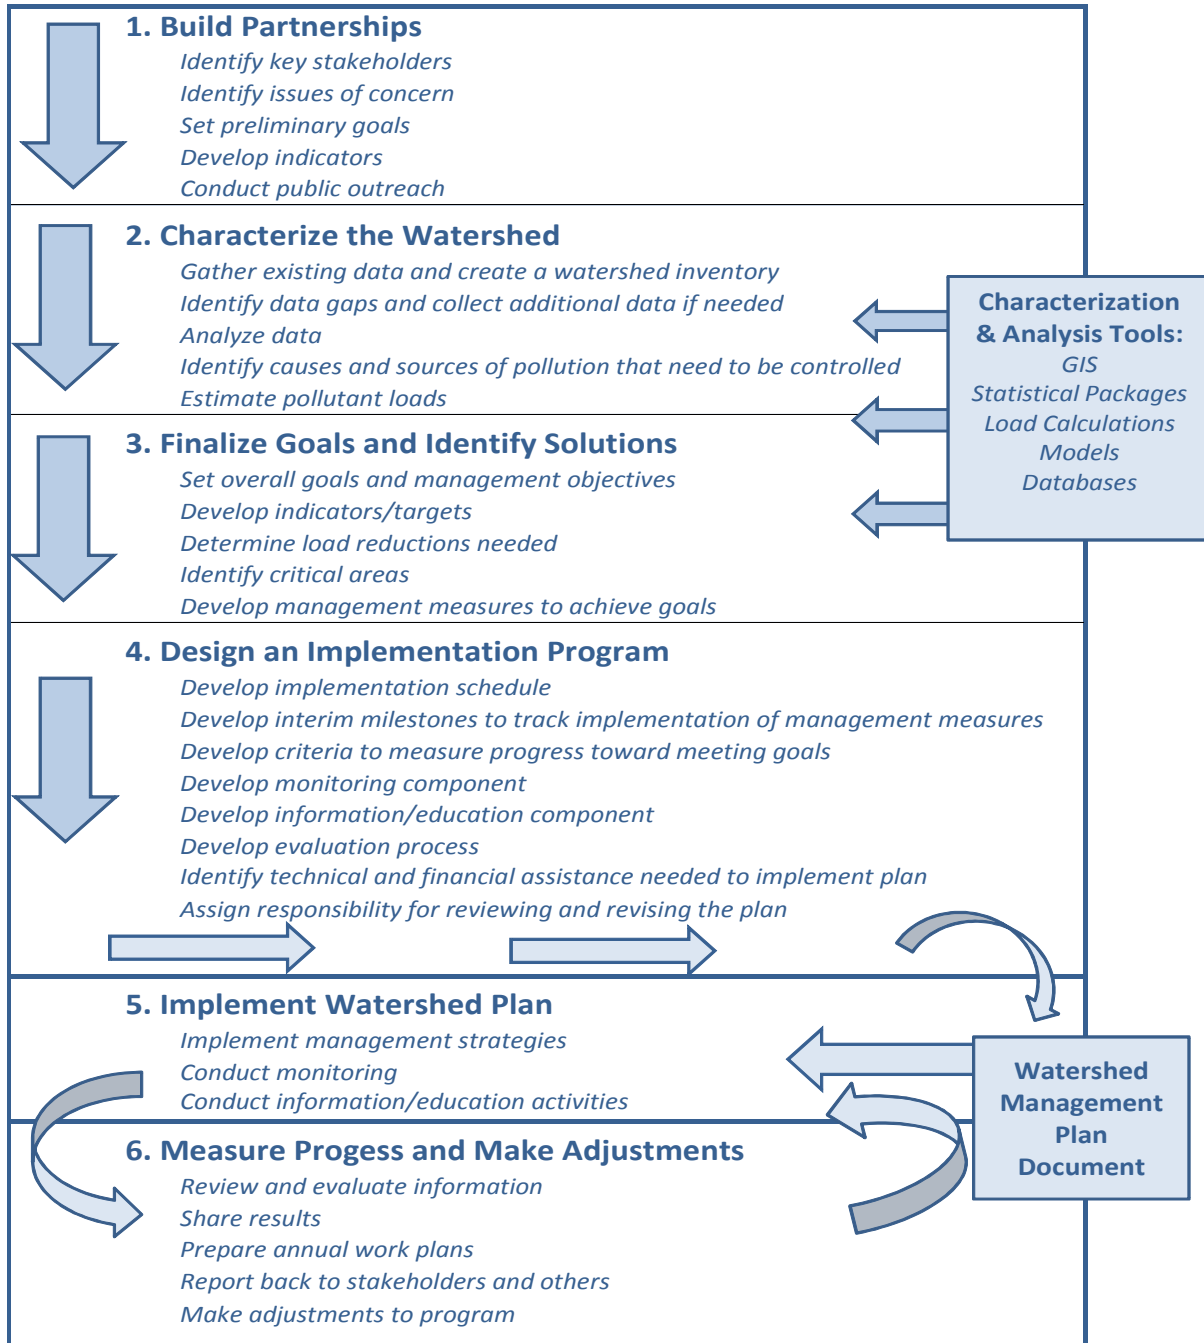 1. Build Partnerships
Identify key stakeholders
Identify issues of concern
Set preliminary goals
Develop indicators
Conduct public outreach
2. Characterize the Watershed
Gather existing data and create a watershed inventory
Identify data gaps and collect additional data if needed
Analyze data
Identify causes and sources of pollution that need to be controlled
Estimate pollutant loads
Characterization
& Analysis Tools:
GIS
Statistical Packages
Load Calculations
Models
Databases
3. Finalize Goals and Identify Solutions
Set overall goals and management objectives
Develop indicators/targets
Determine load reductions needed
Identify critical areas
Develop management measures to achieve goals
4. Design an Implementation Program
Develop implementation schedule
Develop interim milestones to track implementation of management measures
Develop criteria to measure progress toward meeting goals
Develop monitoring component
Develop information/education component
Develop evaluation process
Identify technical and financial assistance needed to implement plan
Assign responsibility for reviewing and revising the plan
5. Implement Watershed Plan
Implement management strategies
Conduct monitoring
Conduct information/education activities
Watershed
Management
Plan
Document
6. Measure Progess and Make Adjustments
Review and evaluate information
Share results
Prepare annual work plans
Report back to stakeholders and others
Make adjustments to program